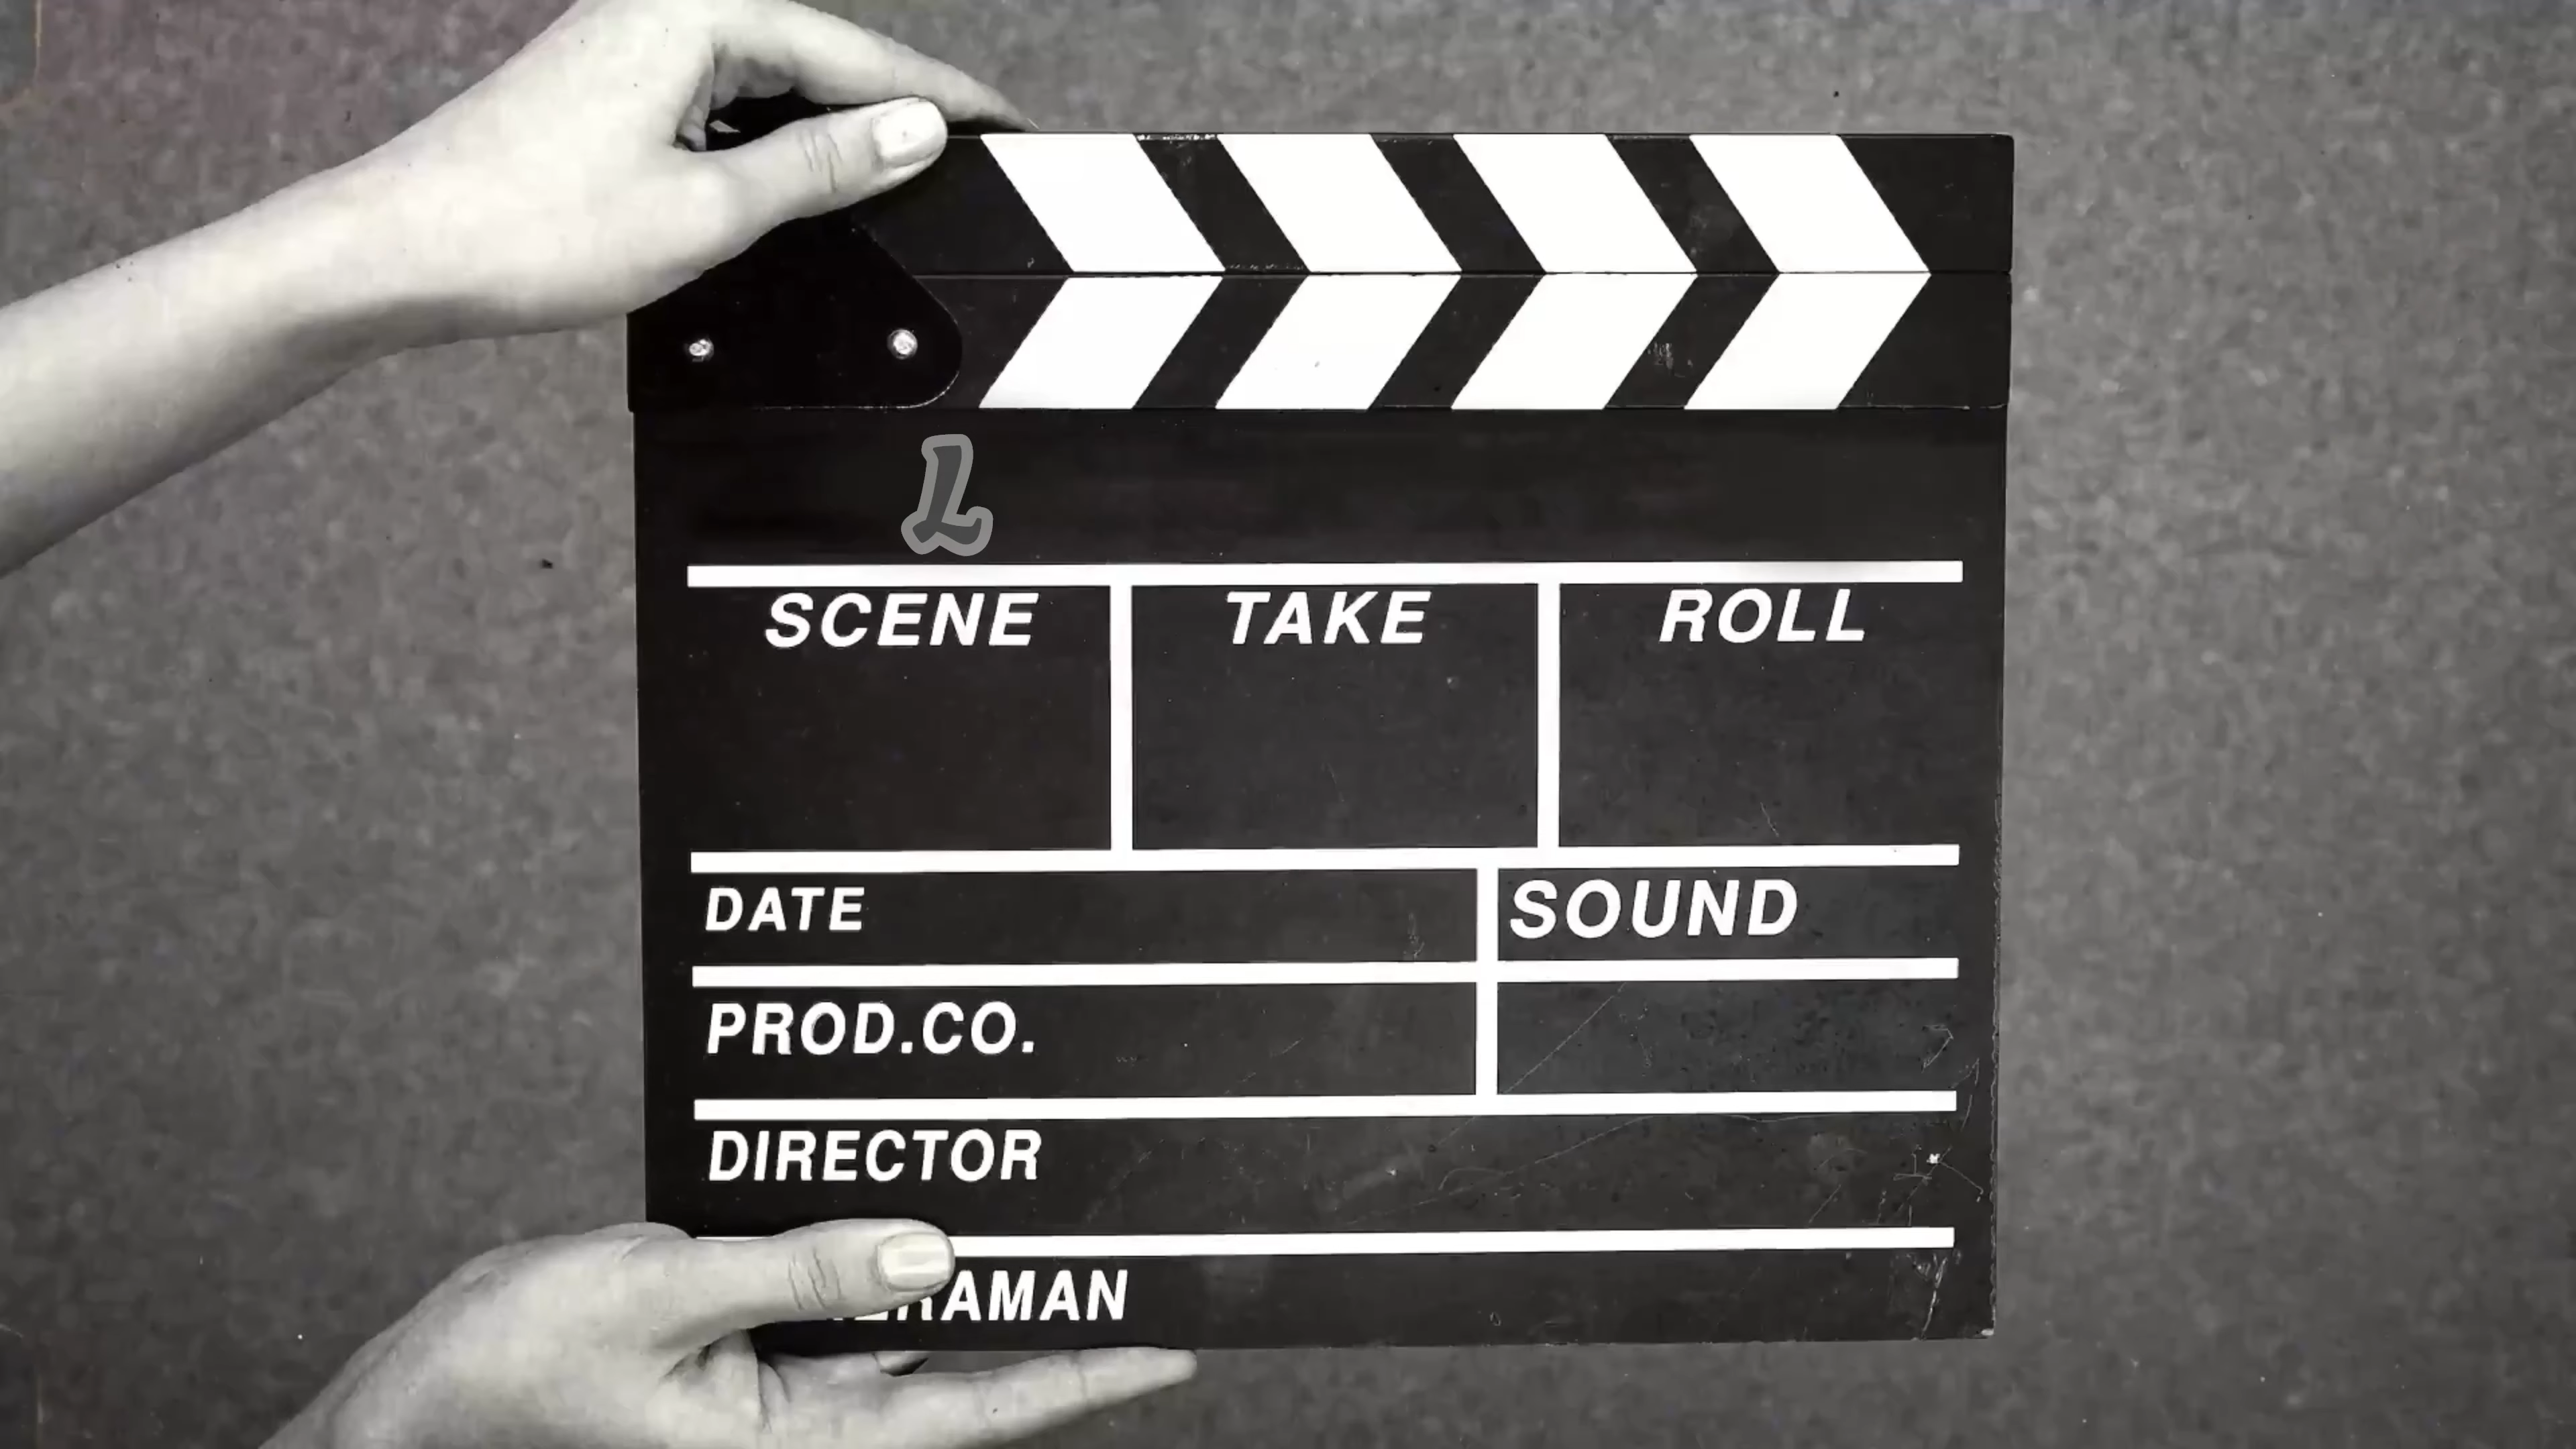 L
SCENE TAKE ROLL
DATE SOUND
PROD.CO.
DIRECTOR